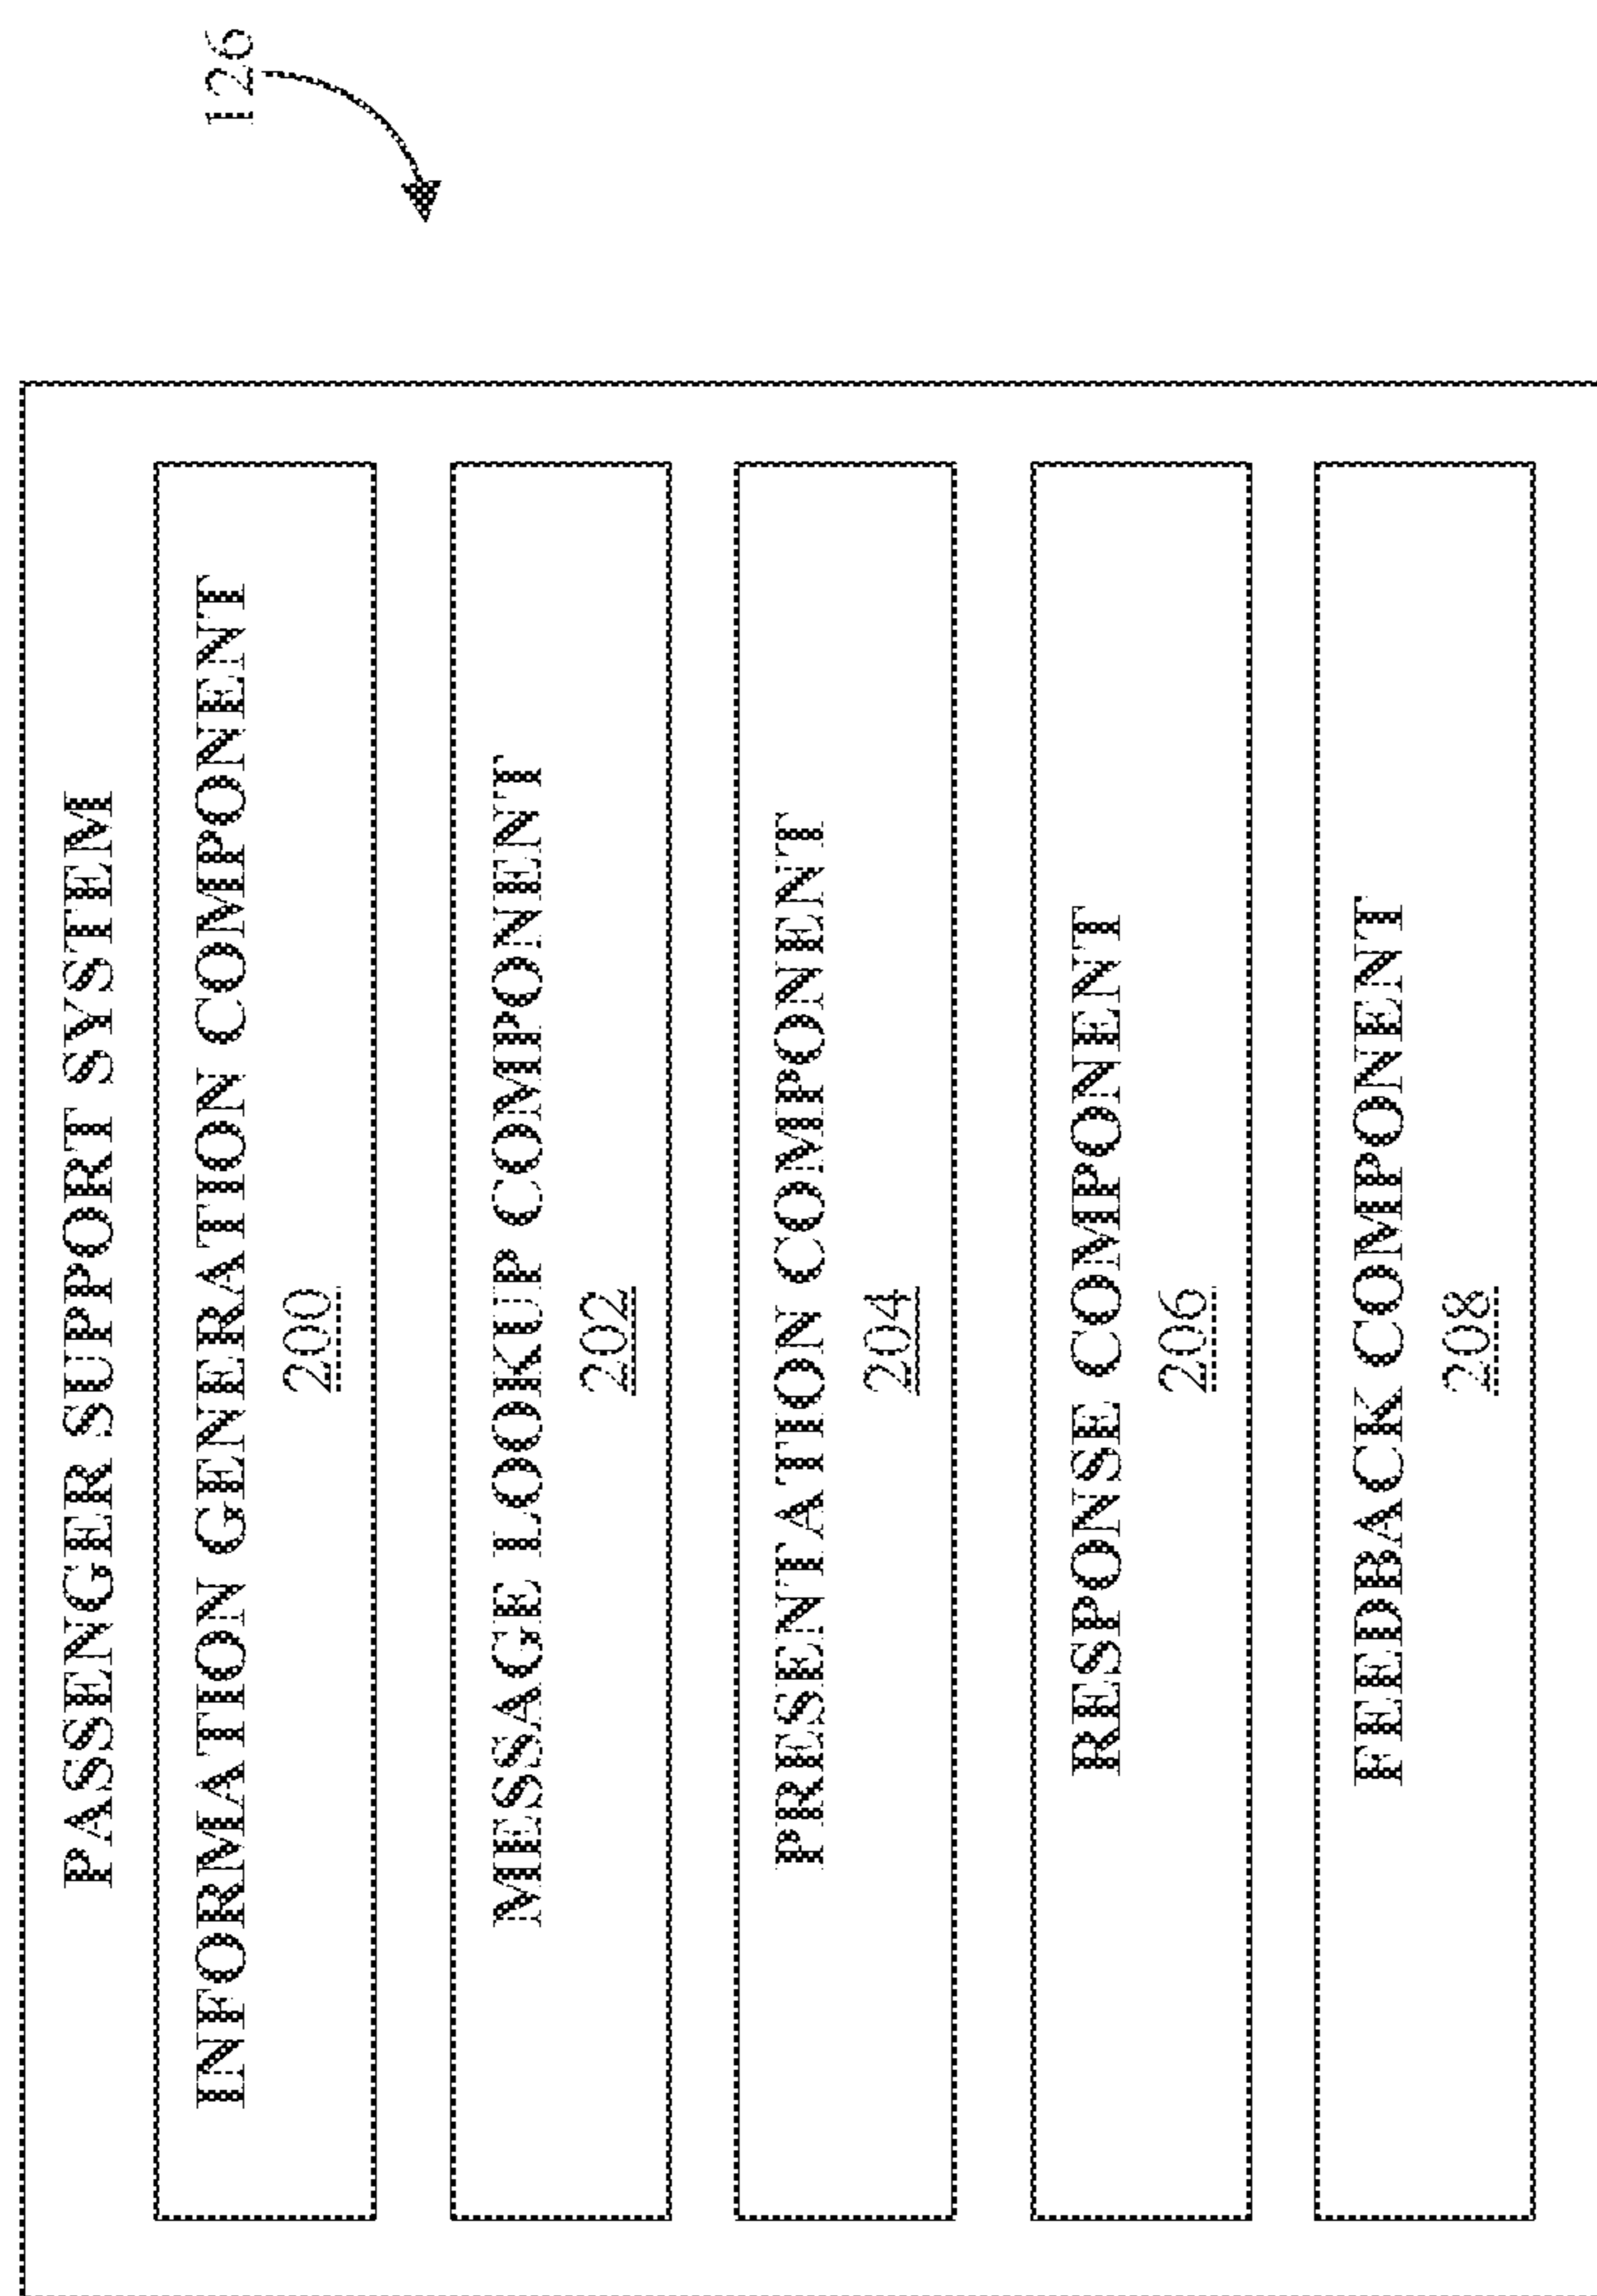 126
PASSENGER SUPPORT SYSTEM
INFORMATION GENERATION COMPONENT
200
MESSAGE LOOKUP COMPONENT
202
PRESENTATION COMPONENT
204
RESPONSE COMPONENT
206
FEEDBACK COMPONENT
208